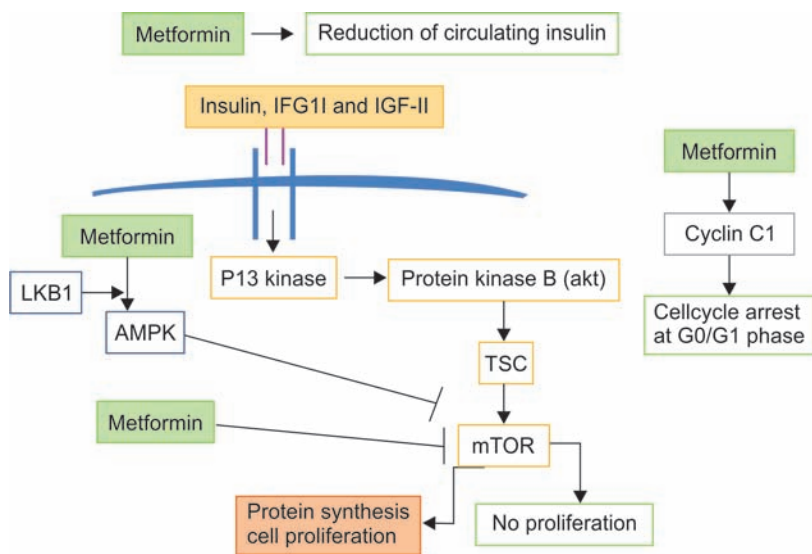 Metformin
Reduction of circulating insulin
Insulin, IFG1I and IGF-II
Metformin
Metformin
Cyclin C1
P13 kinase
Protein kinase B (akt)
LKB1
AMPK
Cellcycle arrest
at G0/G1 phase
TSC
Metformin
mTOR
Protein synthesis
cell proliferation
No proliferation